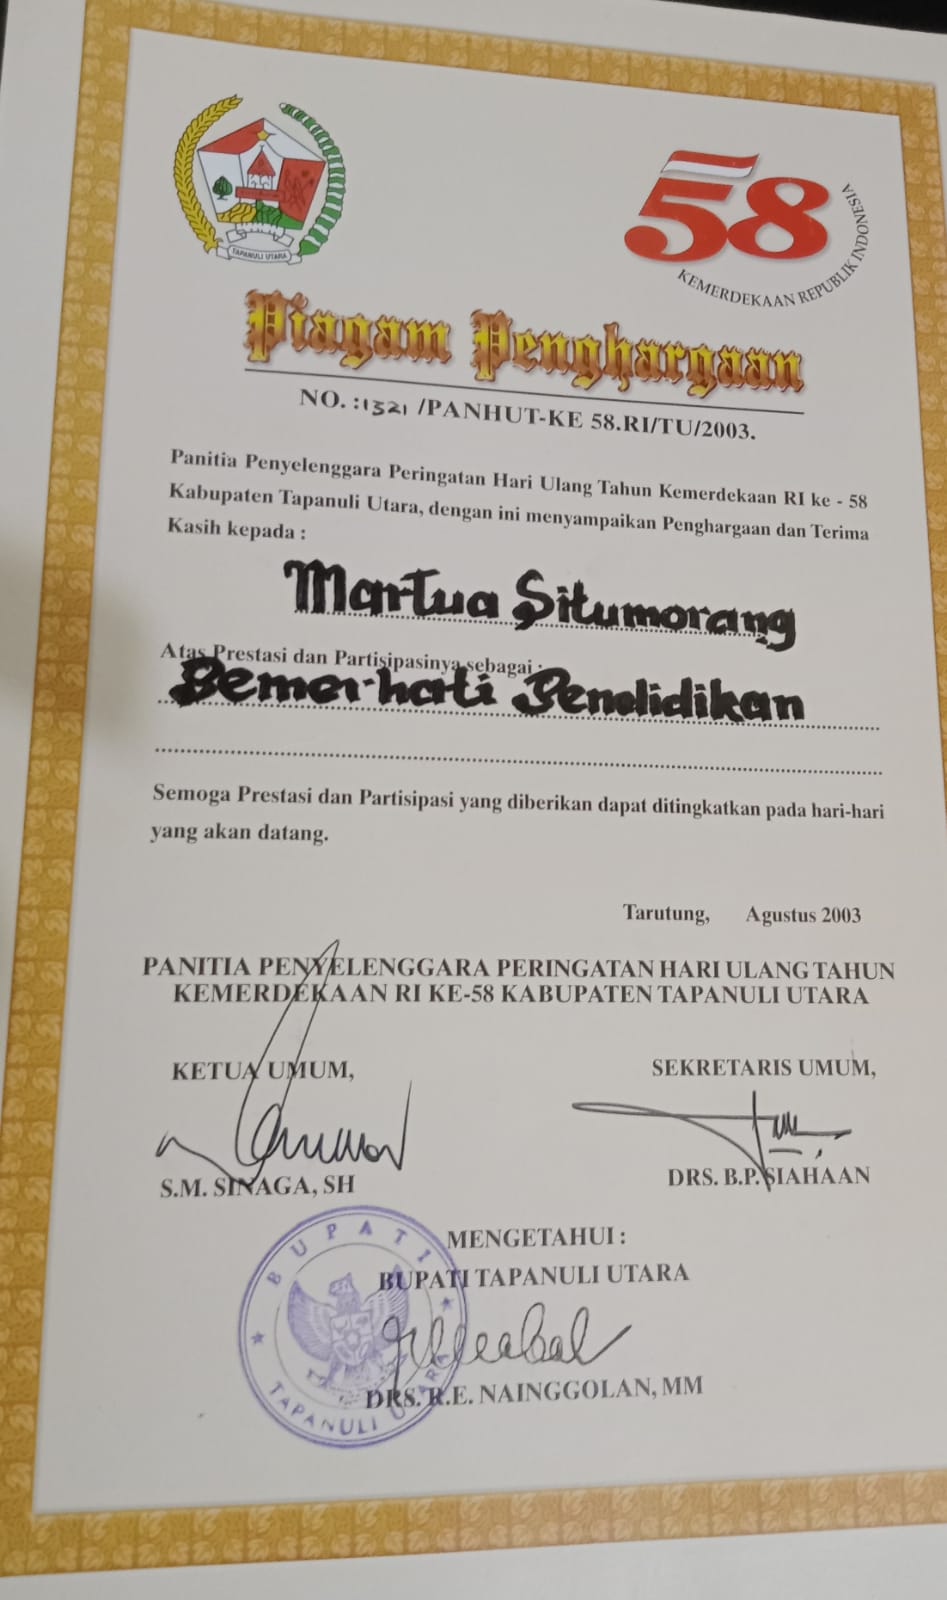 TAPANULI UTARA
58
KEMERDEKAAN REPUBLIK INDONESIA
Piagam Penghargaan
NO. :1321 /PANHUT-KE 58.RI/TU/2003.
Panitia Penyelenggara Peringatan Hari Ulang Tahun Kemerdekaan RI ke - 58
Kabupaten Tapanuli Utara, dengan ini menyampaikan Penghargaan dan Terima
Kasih kepada :
Martua Situmorang
Atas Prestasi dan Partisipasinya sebagai :
Pemerhati Pendidikan
Semoga Prestasi dan Partisipasi yang diberikan dapat ditingkatkan pada hari-hari
yang akan datang.
Tarutung, Agustus 2003
PANITIA PENYELENGGARA PERINGATAN HARI ULANG TAHUN
KEMERDEKAAN RI KE-58 KABUPATEN TAPANULI UTARA
KETUA UMUM, SEKRETARIS UMUM,
S.M. SINAGA, SH DRS. B.P. SIAHAAN
MENGETAHUI :
BUPATI TAPANULI UTARA
DRS. R.E. NAINGGOLAN, MM
BUPATI
TAPANULI UTARA